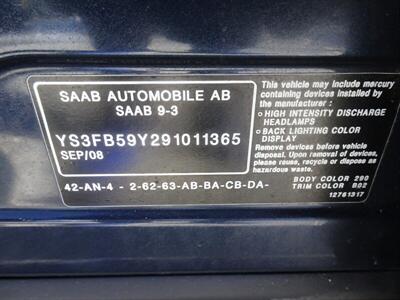 SAAB AUTOMOBILE AB
SAAB 9-3
YS3FB59Y291011365
SEP/08
42-AN-4 - 2-62-63-AB-BA-CB-DA-
This vehicle may include mercury
containing devices installed by
the manufacturer :
○ HIGH INTENSITY DISCHARGE
HEADLAMPS
○ BACK LIGHTING COLOR
DISPLAY
Remove devices before vehicle
disposal. Upon removal of devices,
please reuse, recycle or dispose as
hazardous waste.
BODY COLOR 290
TRIM COLOR B02
12761317